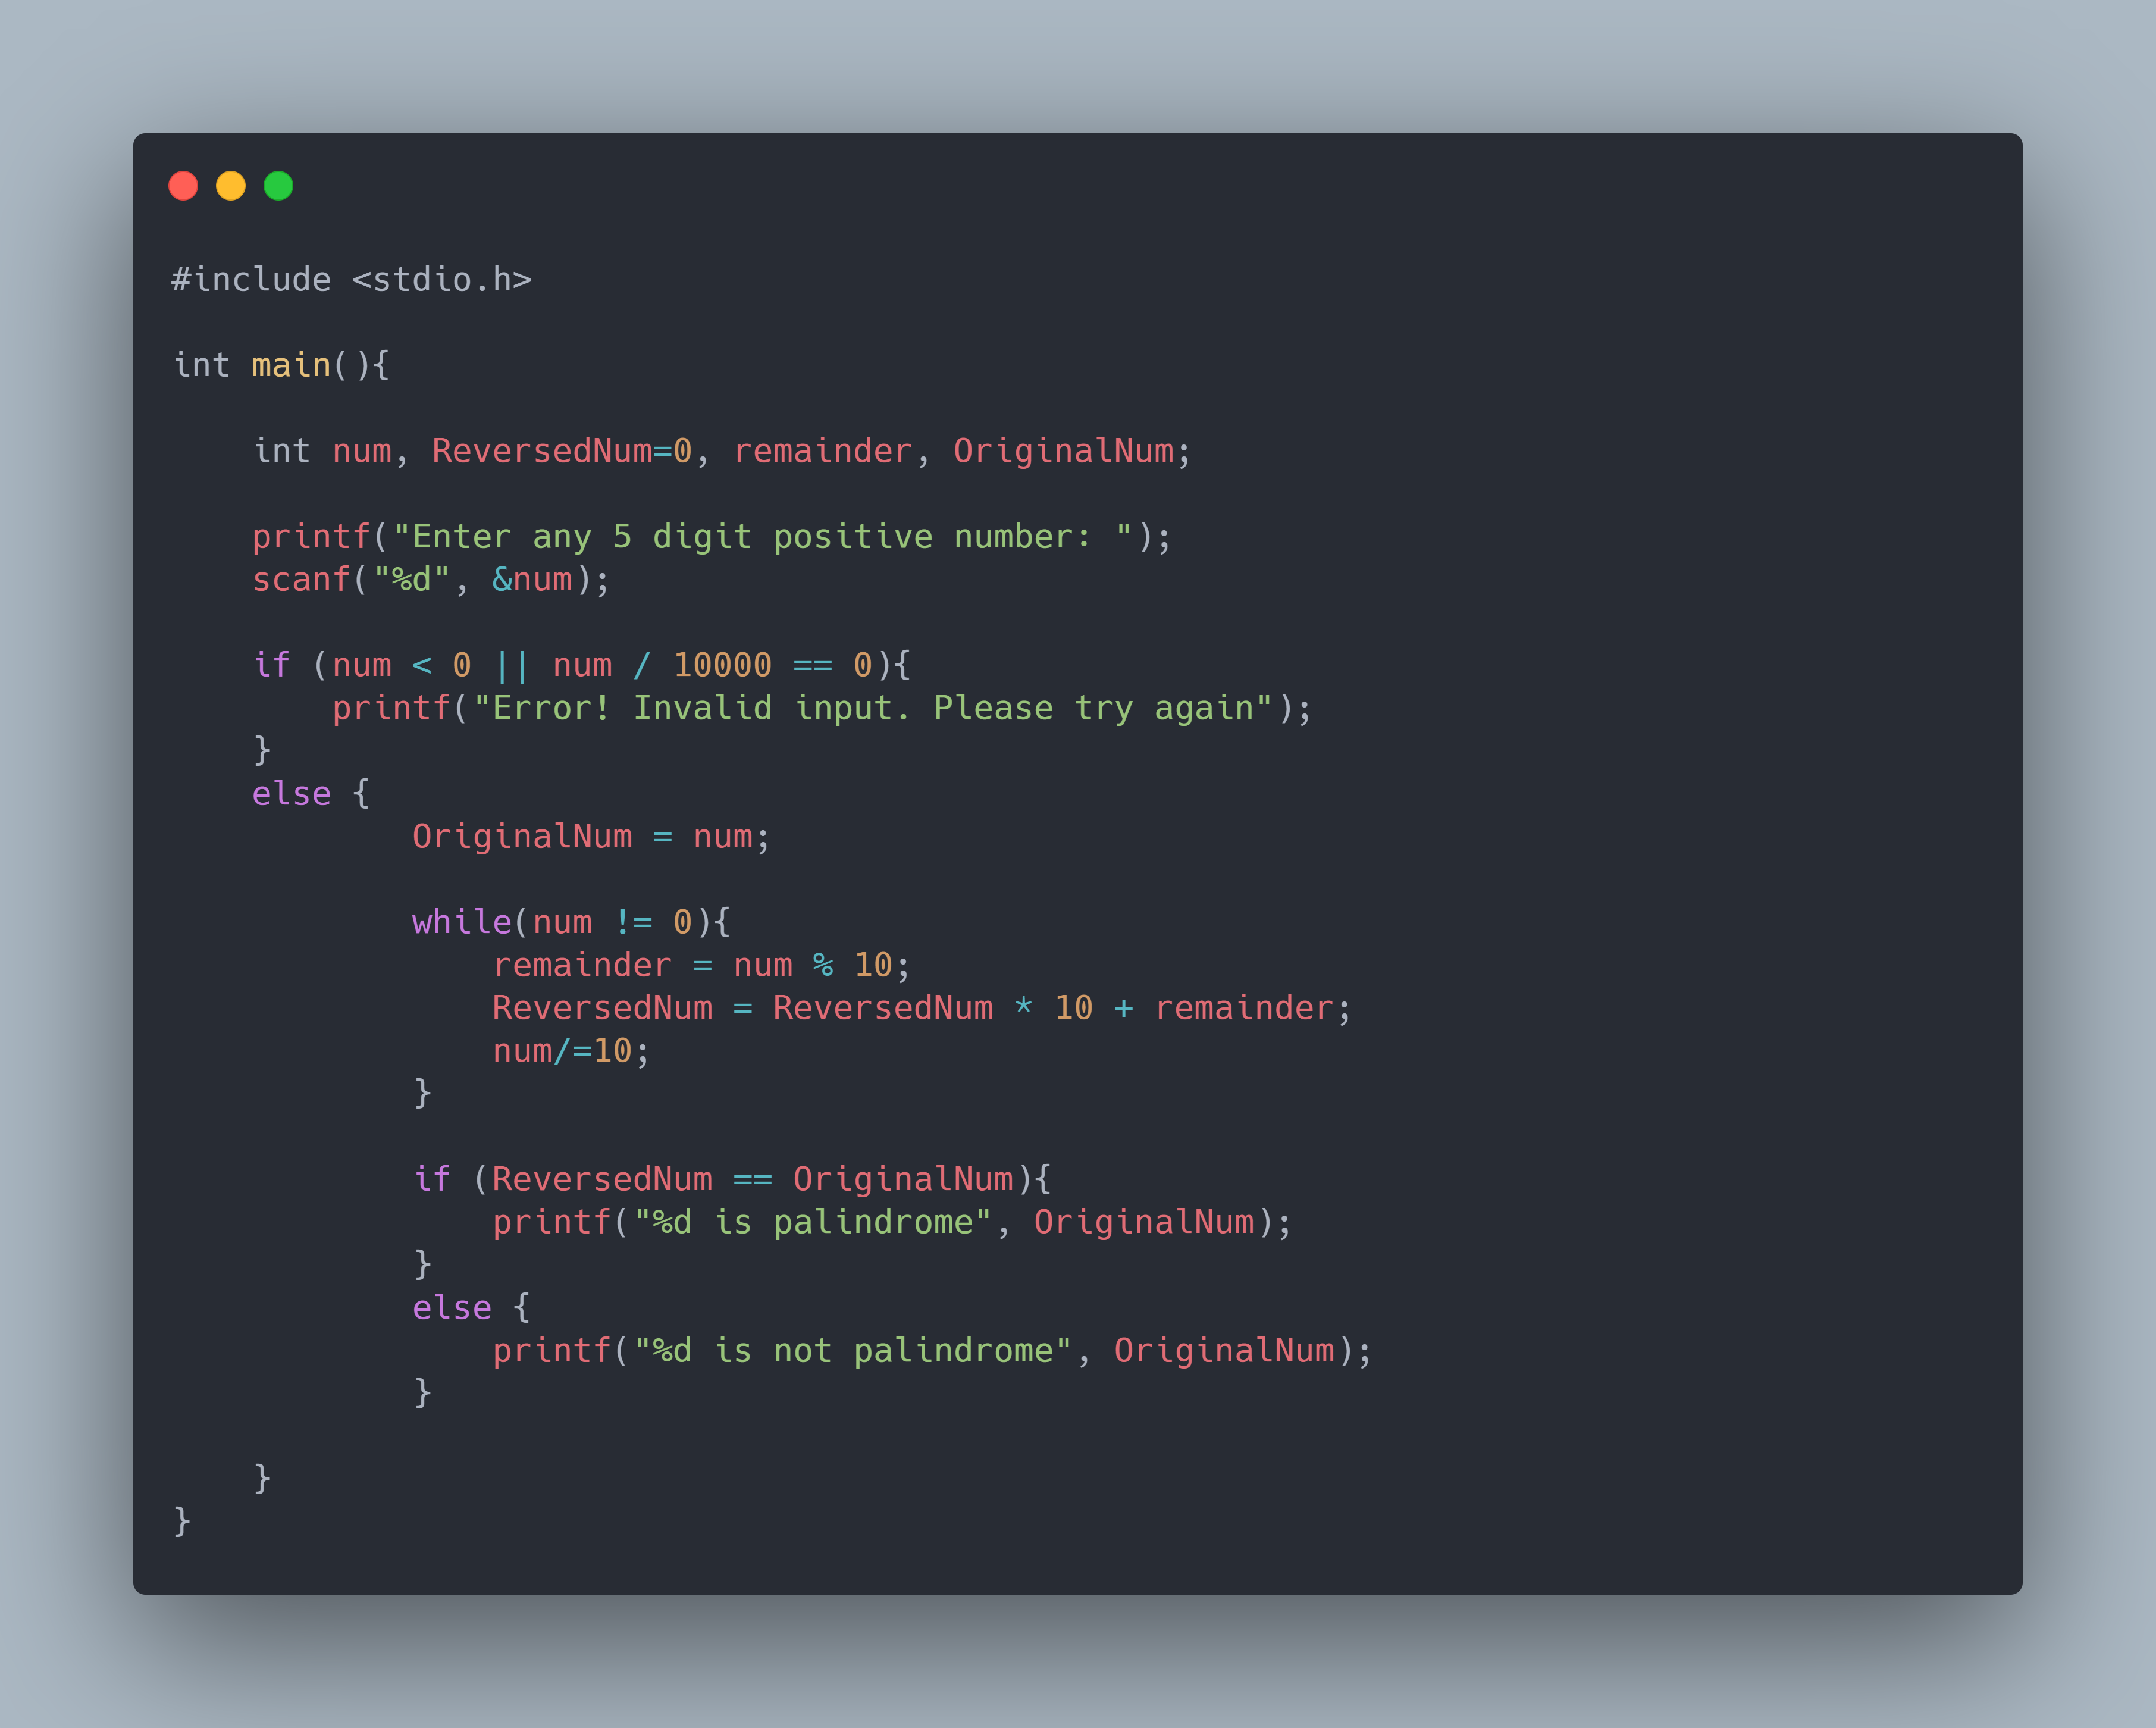 #include <stdio.h>
int main(){
int num, ReversedNum=0, remainder, OriginalNum;
printf("Enter any 5 digit positive number: ");
scanf("%d", &num);
if (num < 0 || num / 10000 == 0){
printf("Error! Invalid input. Please try again");
}
else {
OriginalNum = num;
while(num != 0){
remainder = num % 10;
ReversedNum = ReversedNum * 10 + remainder;
num/=10;
}
if (ReversedNum == OriginalNum){
printf("%d is palindrome", OriginalNum);
}
else {
printf("%d is not palindrome", OriginalNum);
}
}
}